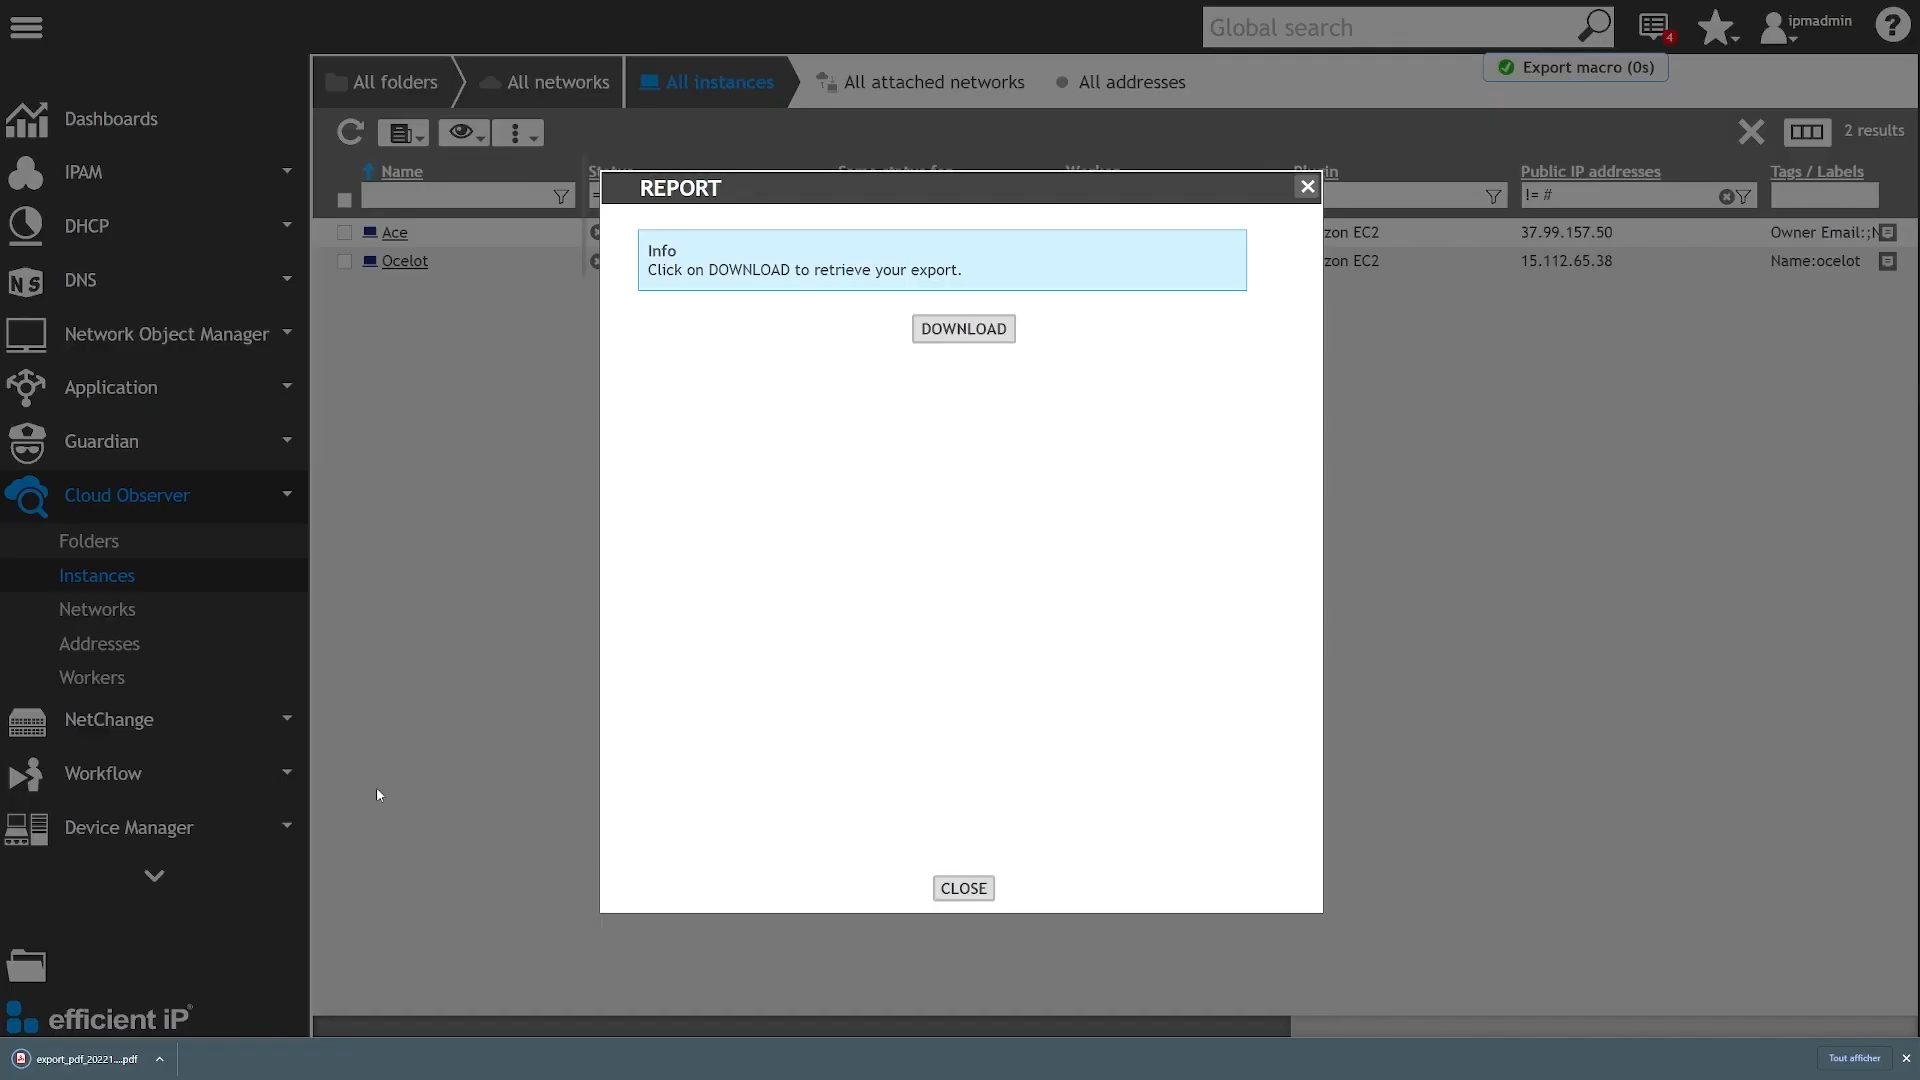 Global search
4
ipmadmin
?
All folders
All networks
All instances
All attached networks
All addresses
Export macro (0s)
2 results
Dashboards
IPAM
DHCP
NS
DNS
Network Object Manager
Application
Guardian
Cloud Observer
Folders
Instances
Networks
Addresses
Workers
NetChange
Workflow
Device Manager
efficient iP®
Name
Public IP addresses
Tags / Labels
!= #
Ace
zon EC2
37.99.157.50
Owner Email:;N
Ocelot
zon EC2
15.112.65.38
Name:ocelot
REPORT
Info
Click on DOWNLOAD to retrieve your export.
DOWNLOAD
CLOSE
export_pdf_20221....pdf
Tout afficher